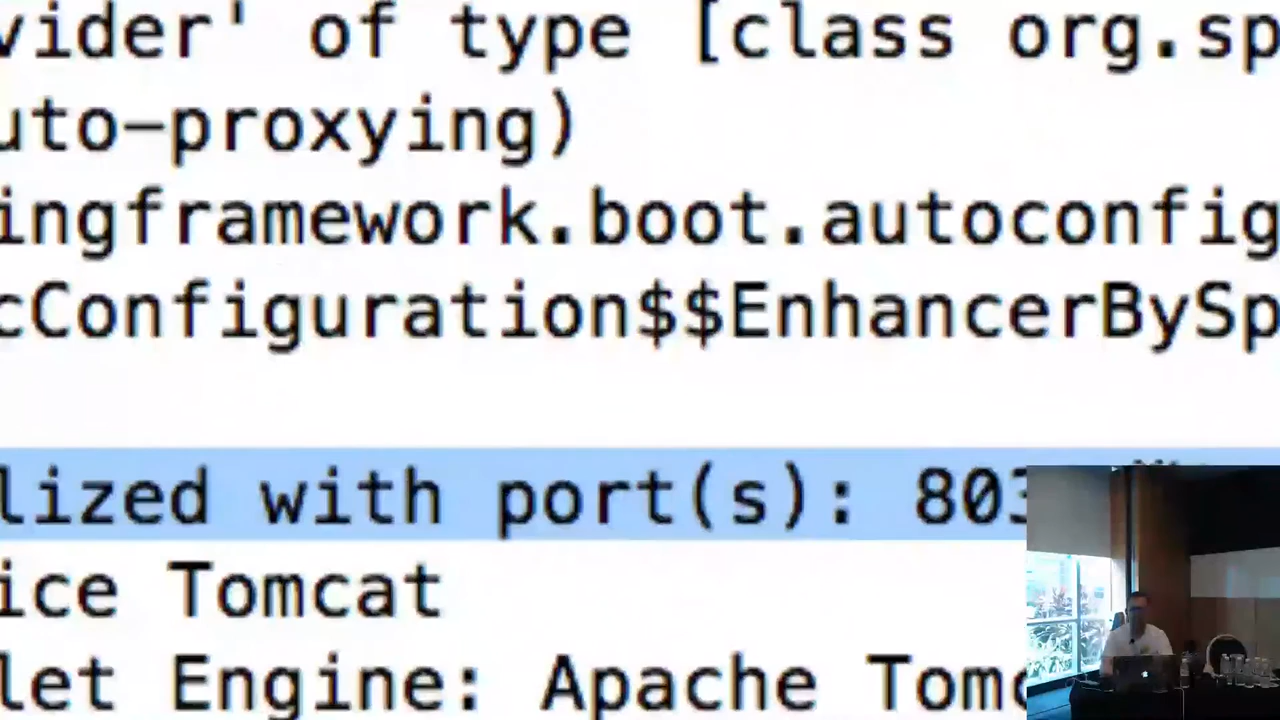 vider' of type [class org.sp
uto-proxying)
ingframework.boot.autoconfig
cConfiguration$$EnhancerBySp
lized with port(s): 803
ice Tomcat
let Engine: Apache Tomc